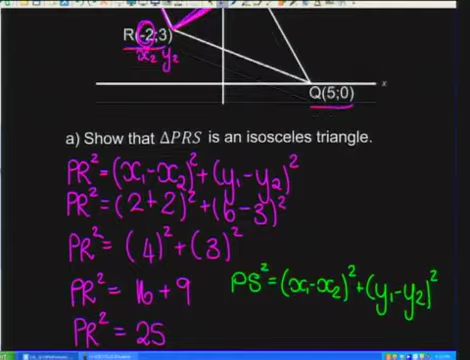 R(-2;3)
x₂ y₂
x
Q(5;0)
a) Show that ΔPRS is an isosceles triangle.
PR² = (x₁-x₂)² + (y₁-y₂)²
PR² = (2+2)² + (6-3)²
PR² = (4)² + (3)²
PR² = 16 + 9
PS² = (x₁-x₂)² + (y₁-y₂)²
PR² = 25